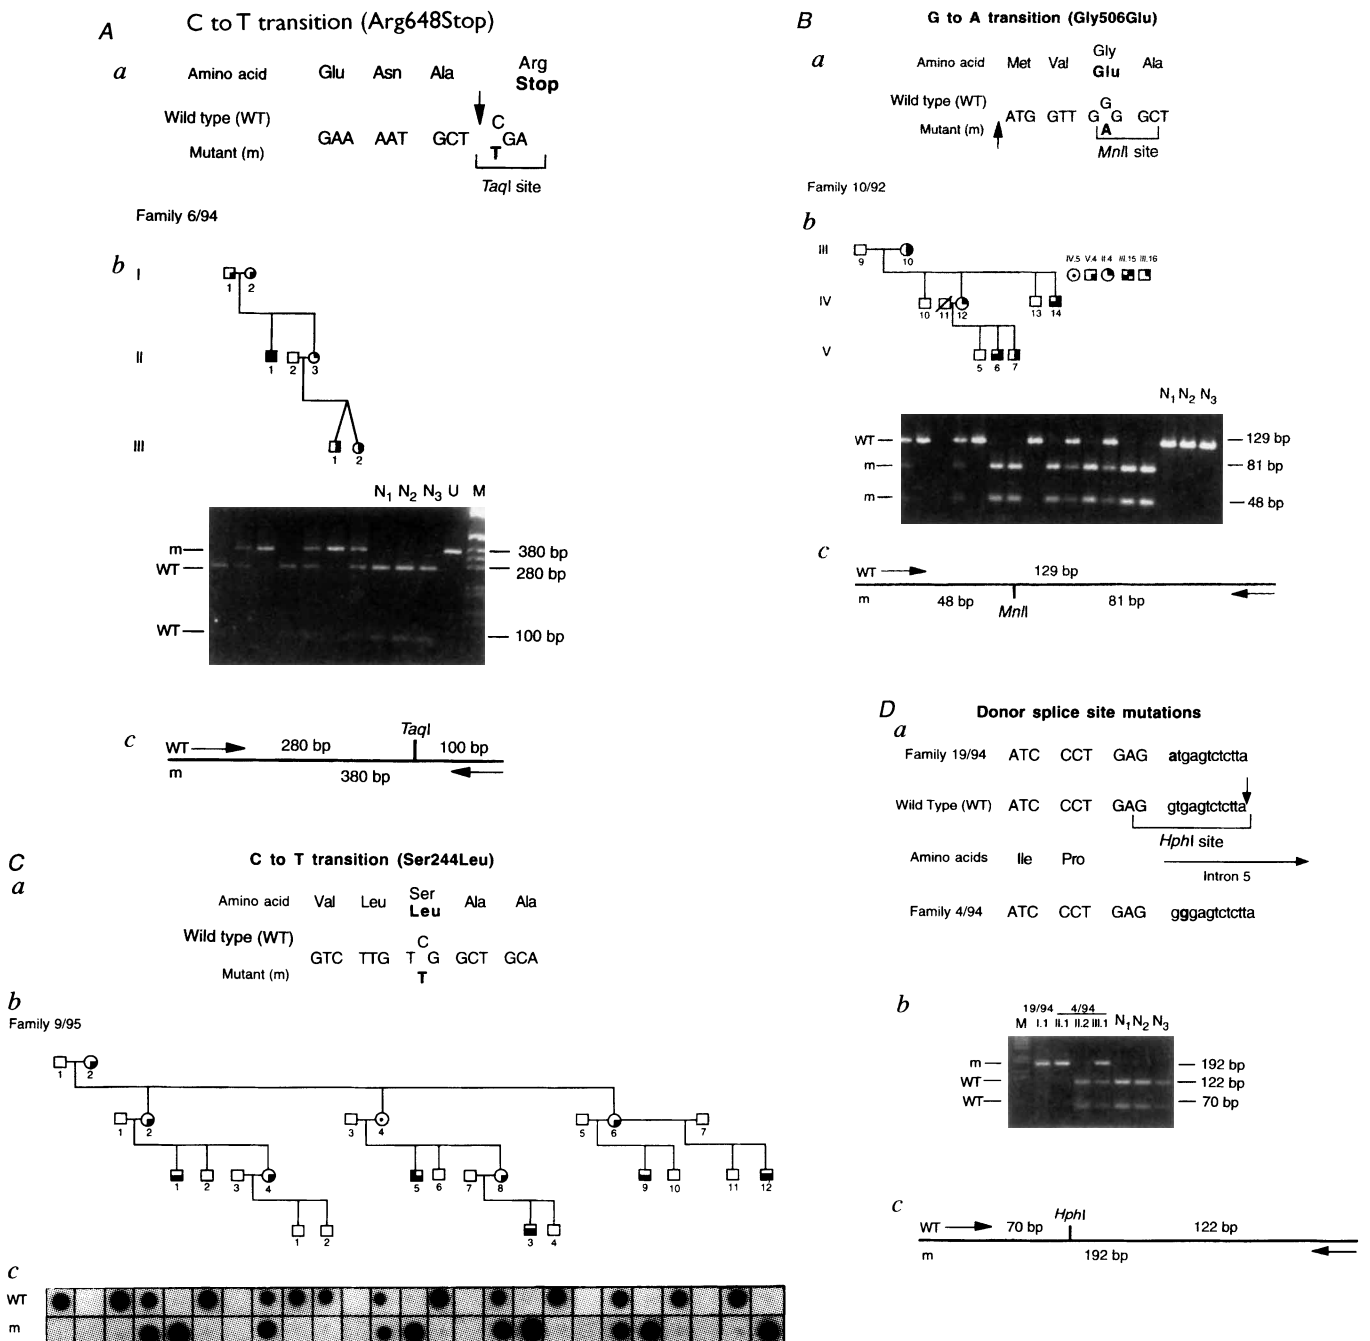 A
C to T transition (Arg648Stop)
a
Amino acid Glu Asn Ala Arg
Stop
Wild type (WT) C
GAA AAT GCT GA
Mutant (m) T
TaqI site
Family 6/94
b
I
1 2
II
1 2 3
III
1 2
N1 N2 N3 U M
m 380 bp
WT 280 bp
WT 100 bp
c
TaqI
WT 280 bp 100 bp
m 380 bp
B
G to A transition (Gly506Glu)
a
Gly
Amino acid Met Val Glu Ala
Wild type (WT) G
ATG GTT G G GCT
Mutant (m) A
MnlI site
Family 10/92
b
III
9 10
IV.5 V.4 II.4 III.15 III.16
IV
10 11 12 13 14
V
5 6 7
N1 N2 N3
WT 129 bp
m 81 bp
m 48 bp
c
WT 129 bp
m 48 bp MnlI 81 bp
C
C to T transition (Ser244Leu)
a
Ser
Amino acid Val Leu Leu Ala Ala
Wild type (WT) C
GTC TTG T G GCT GCA
Mutant (m) T
b
Family 9/95
1 2
1 2 3 4 5 6 7
1 2 3 4 5 6 7 8 9 10 11 12
1 2 3 4
c
WT
m
D
Donor splice site mutations
a
Family 19/94 ATC CCT GAG atgagtctctta
Wild Type (WT) ATC CCT GAG gtgagtctctta
HphI site
Amino acids Ile Pro
Intron 5
Family 4/94 ATC CCT GAG gggagtctctta
b
19/94 4/94
M I.1 II.1 II.2 III.1 N1 N2 N3
m 192 bp
WT 122 bp
WT 70 bp
c
HphI
WT 70 bp 122 bp
m 192 bp